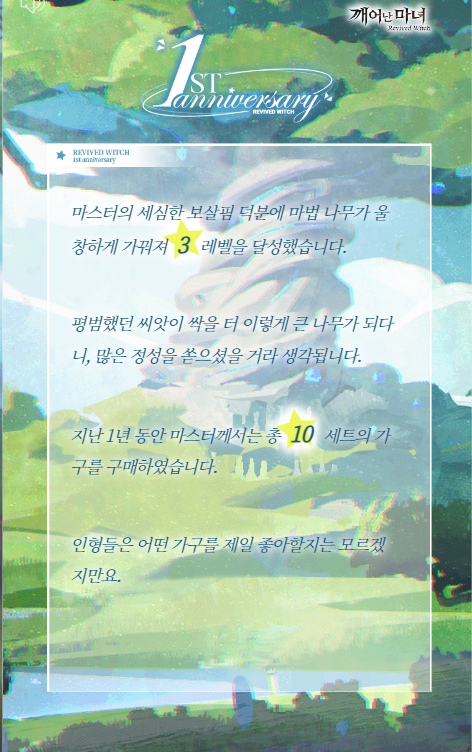 깨어난 마녀
Revived Witch
1ST
anniversary
REVIVED WITCH
REVIVED WITCH
1st anniversary
마스터의 세심한 보살핌 덕분에 마법 나무가 울
창하게 가꿔져 3 레벨을 달성했습니다.
평범했던 씨앗이 싹을 터 이렇게 큰 나무가 되다
니, 많은 정성을 쏟으셨을 거라 생각됩니다.
지난 1년 동안 마스터께서는 총 10 세트의 가
구를 구매하였습니다.
인형들은 어떤 가구를 제일 좋아할지는 모르겠
지만요.